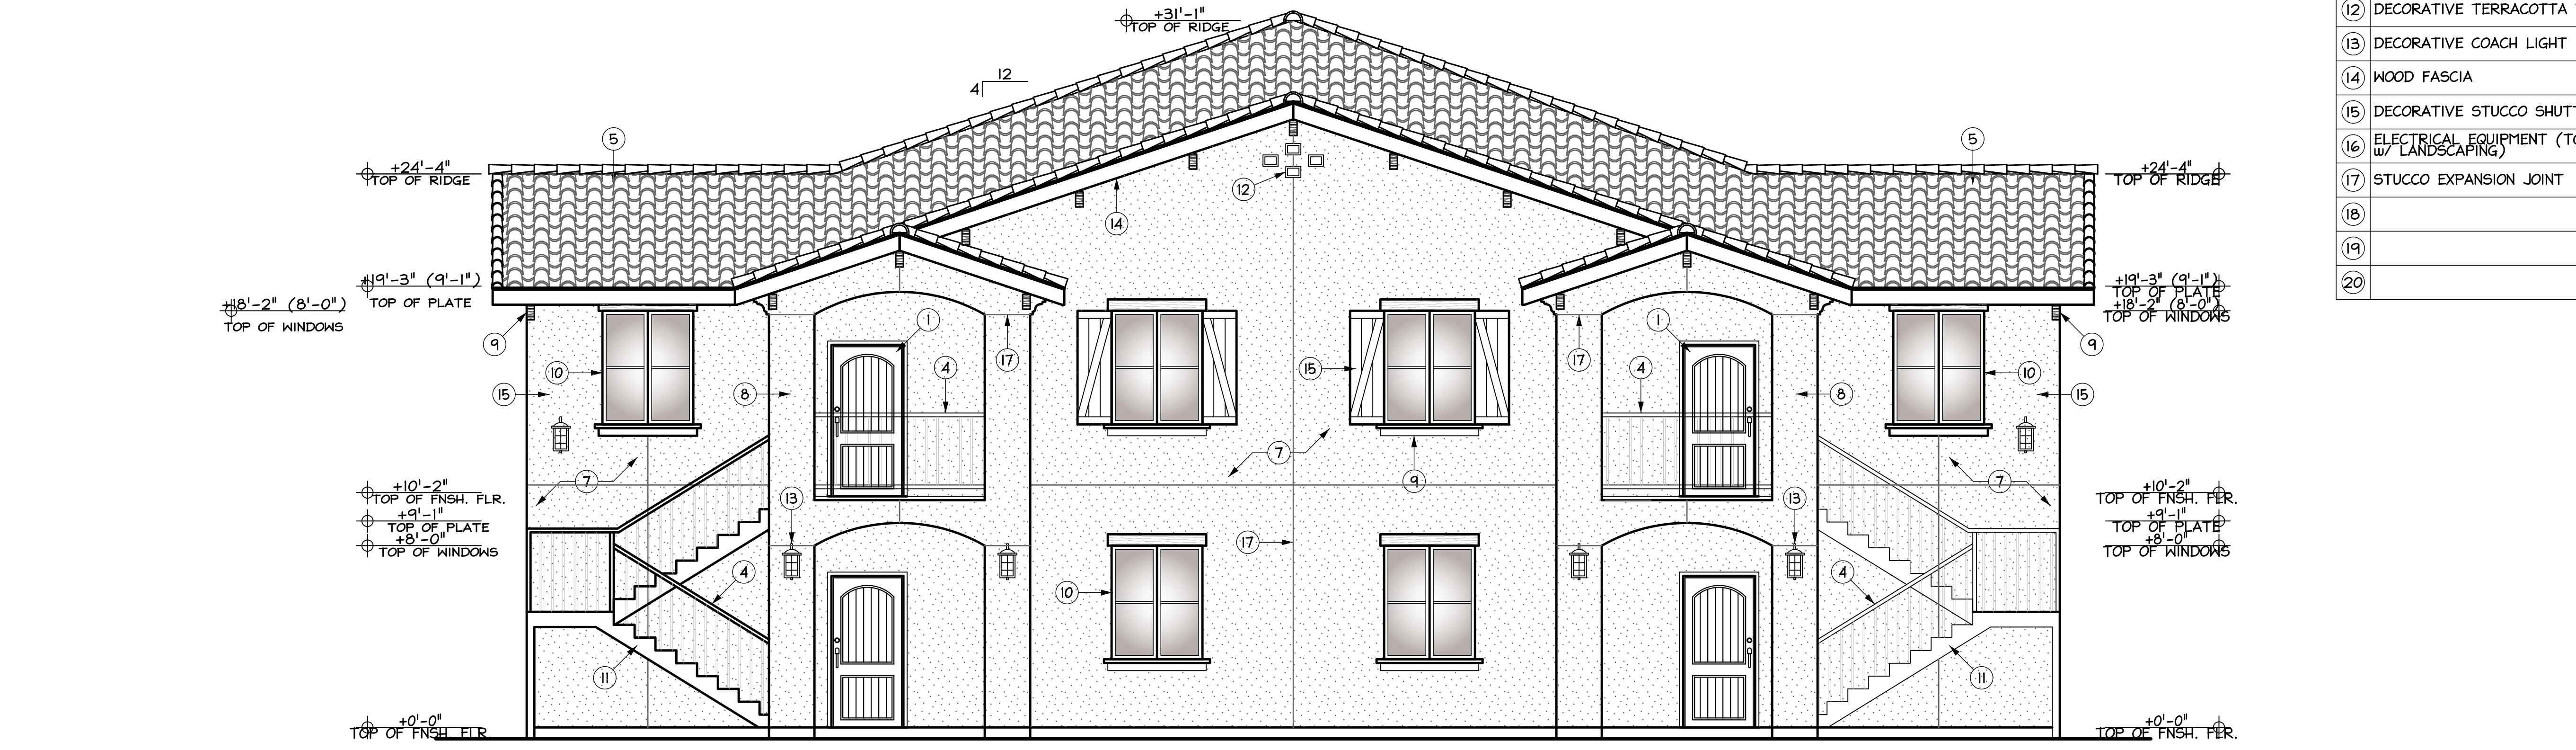 +31'-1"
TOP OF RIDGE
12
4
5
5
+24'-4"
TOP OF RIDGE
+24'-4"
TOP OF RIDGE
12
14
+19'-3" (9'-1")
TOP OF PLATE
+18'-2" (8'-0")
TOP OF WINDOWS
+19'-3" (9'-1")
TOP OF PLATE
+18'-2" (8'-0")
TOP OF WINDOWS
9
1
17
1
17
9
10
4
15
4
10
15
8
8
15
7
7
9
7
13
13
+10'-2"
TOP OF FNSH. FLR.
+9'-1"
TOP OF PLATE
+8'-0"
TOP OF WINDOWS
+10'-2"
TOP OF FNSH. FLR.
+9'-1"
TOP OF PLATE
+8'-0"
TOP OF WINDOWS
17
4
10
4
11
11
+0'-0"
TOP OF FNSH. FLR.
+0'-0"
TOP OF FNSH. FLR.
12 DECORATIVE TERRACOTTA
13 DECORATIVE COACH LIGHT
14 WOOD FASCIA
15 DECORATIVE STUCCO SHUT
16 ELECTRICAL EQUIPMENT (TO
w/ LANDSCAPING)
17 STUCCO EXPANSION JOINT
18
19
20